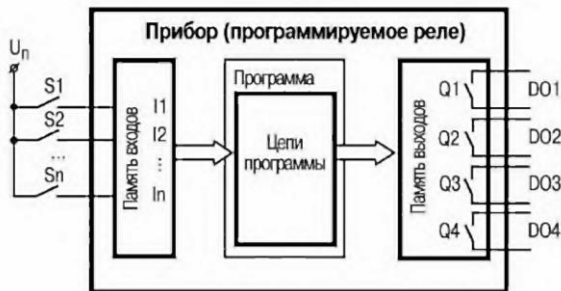 Прибор (программируемое реле)
Uп
S1
S2
...
Sn
Память входов
I1
I2
...
In
Программа
Цепи
программы
Память выходов
Q1
Q2
Q3
Q4
DO1
DO2
DO3
DO4